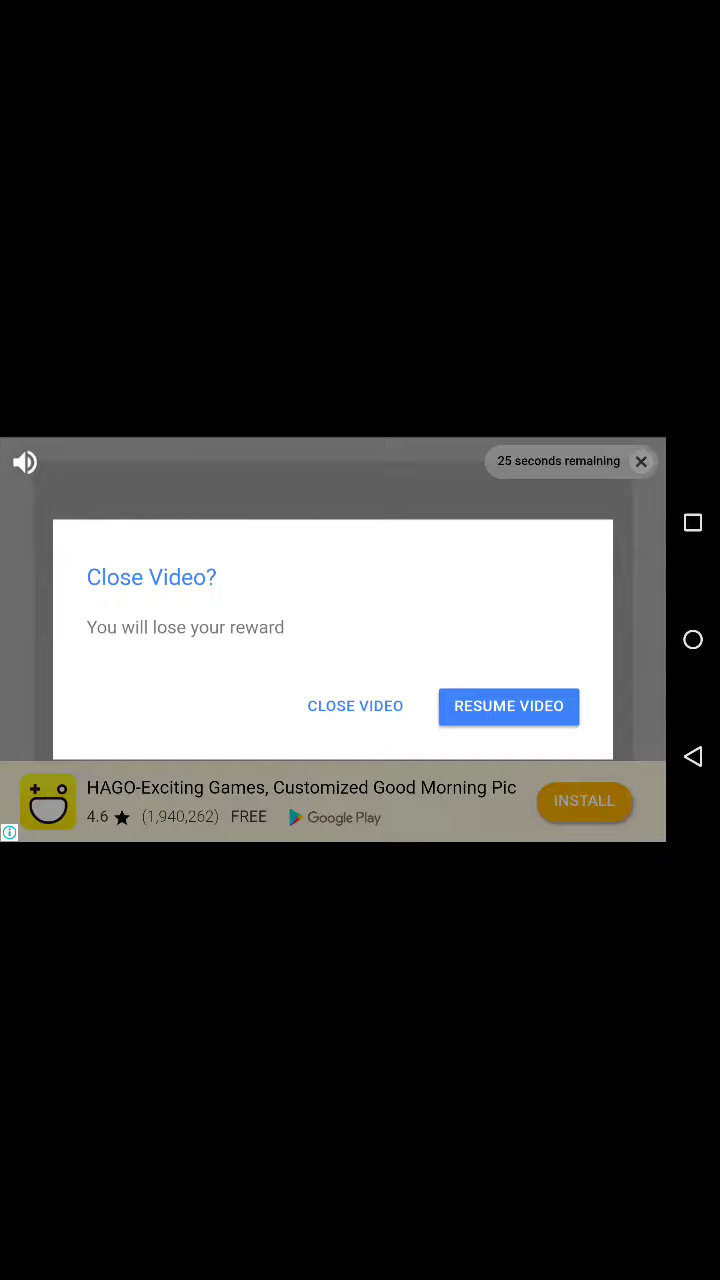 25 seconds remaining
Close Video?
You will lose your reward
CLOSE VIDEO
RESUME VIDEO
HAGO-Exciting Games, Customized Good Morning Pic
4.6 ★ (1,940,262) FREE Google Play
INSTALL